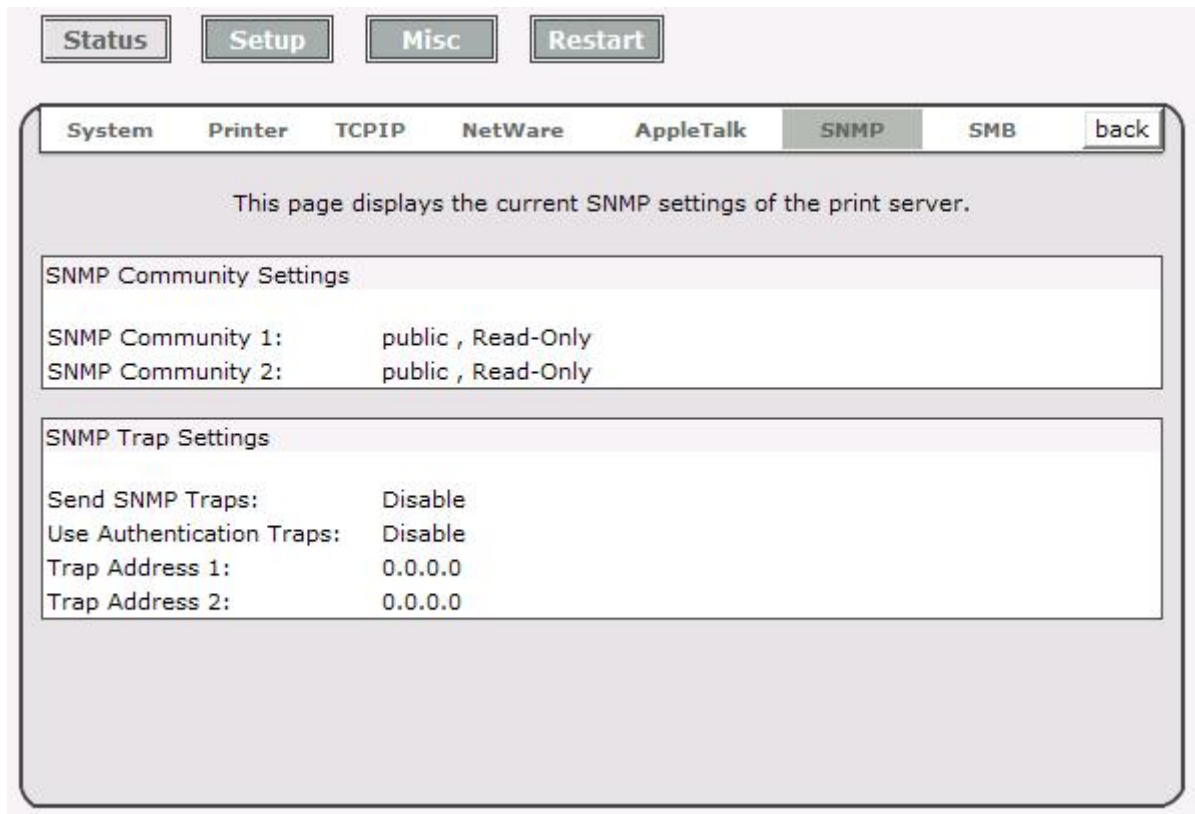 Status Setup Misc Restart
System Printer TCPIP NetWare AppleTalk SNMP SMB back
This page displays the current SNMP settings of the print server.
SNMP Community Settings
SNMP Community 1: public , Read-Only
SNMP Community 2: public , Read-Only
SNMP Trap Settings
Send SNMP Traps: Disable
Use Authentication Traps: Disable
Trap Address 1: 0.0.0.0
Trap Address 2: 0.0.0.0